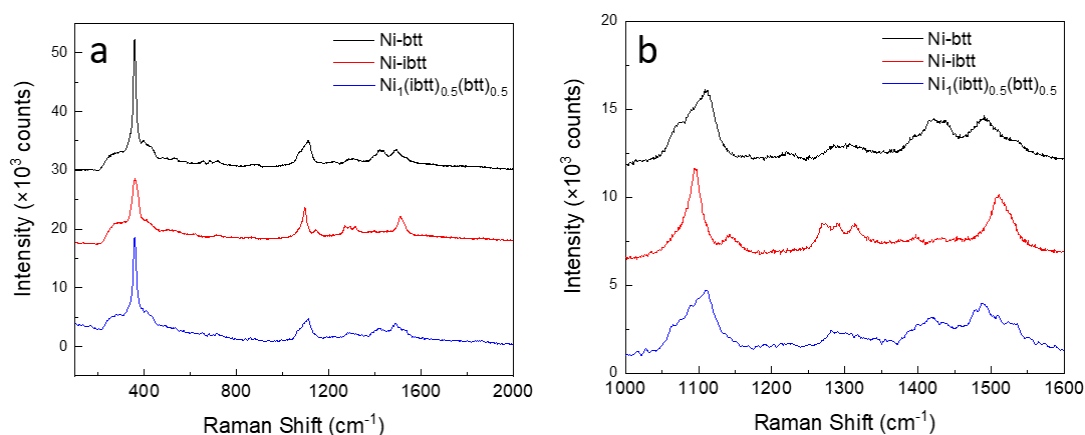 a
Ni-btt
Ni-ibtt
Ni₁(ibtt)₀.₅(btt)₀.₅
Intensity (×10³ counts)
50
40
30
20
10
0
400
800
1200
1600
2000
Raman Shift (cm⁻¹)
b
Ni-btt
Ni-ibtt
Ni₁(ibtt)₀.₅(btt)₀.₅
Intensity (×10³ counts)
20
15
10
5
0
1000
1100
1200
1300
1400
1500
1600
Raman Shift (cm⁻¹)